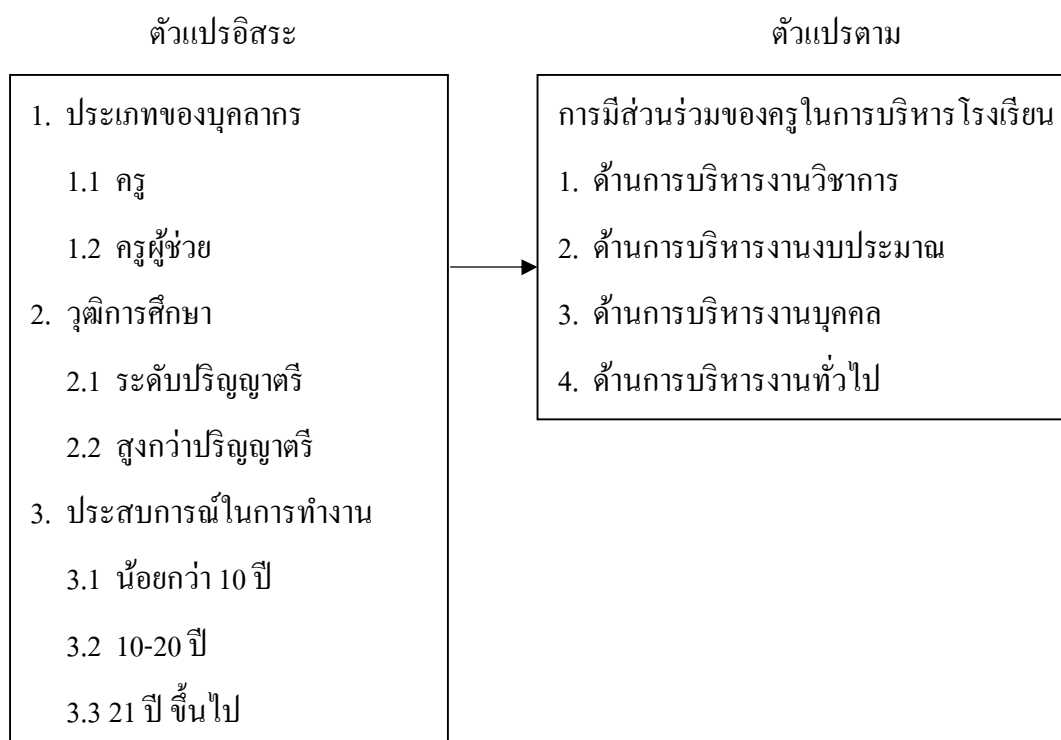 ตัวแปรอิสระ
1. ประเภทของบุคลากร
1.1 ครู
1.2 ครูผู้ช่วย
2. วุฒิการศึกษา
2.1 ระดับปริญญาตรี
2.2 สูงกว่าปริญญาตรี
3. ประสบการณ์ในการทำงาน
3.1 น้อยกว่า 10 ปี
3.2 10-20 ปี
3.3 21 ปี ขึ้นไป
ตัวแปรตาม
การมีส่วนร่วมของครูในการบริหารโรงเรียน
1. ด้านการบริหารงานวิชาการ
2. ด้านการบริหารงานงบประมาณ
3. ด้านการบริหารงานบุคคล
4. ด้านการบริหารงานทั่วไป